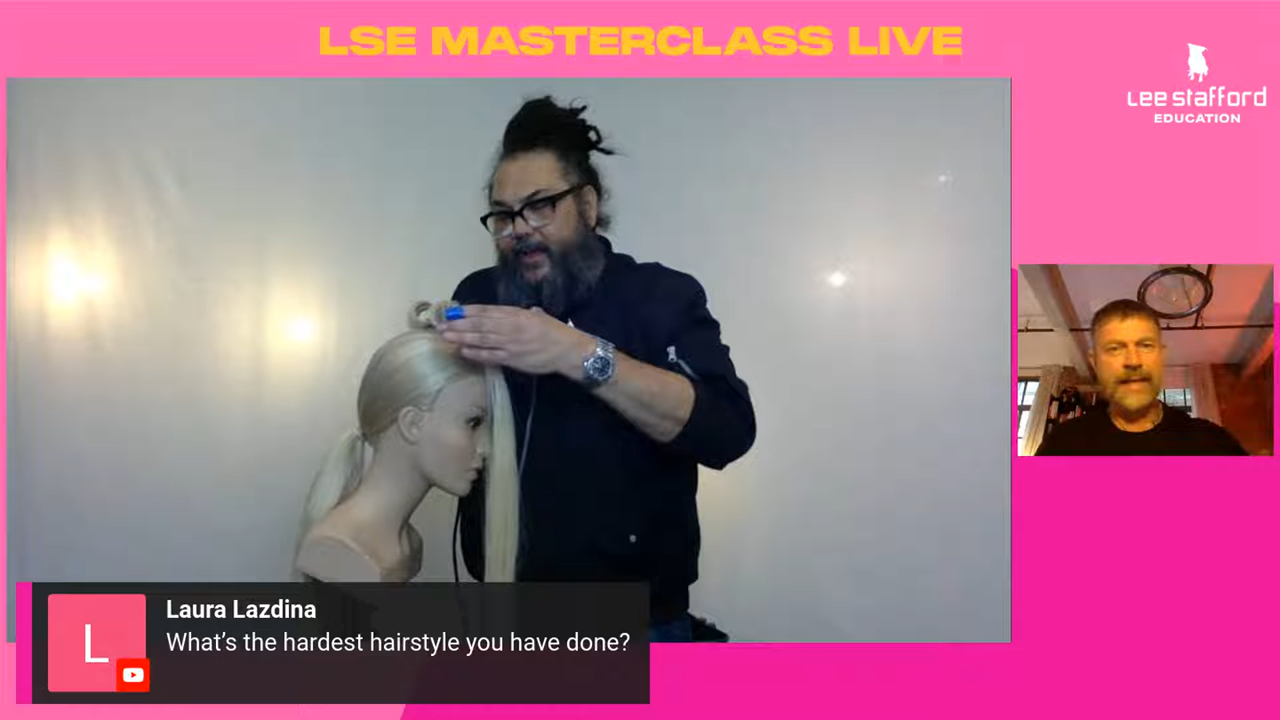 LSE MASTERCLASS LIVE
Lee Stafford
EDUCATION
L
Laura Lazdina
What's the hardest hairstyle you have done?